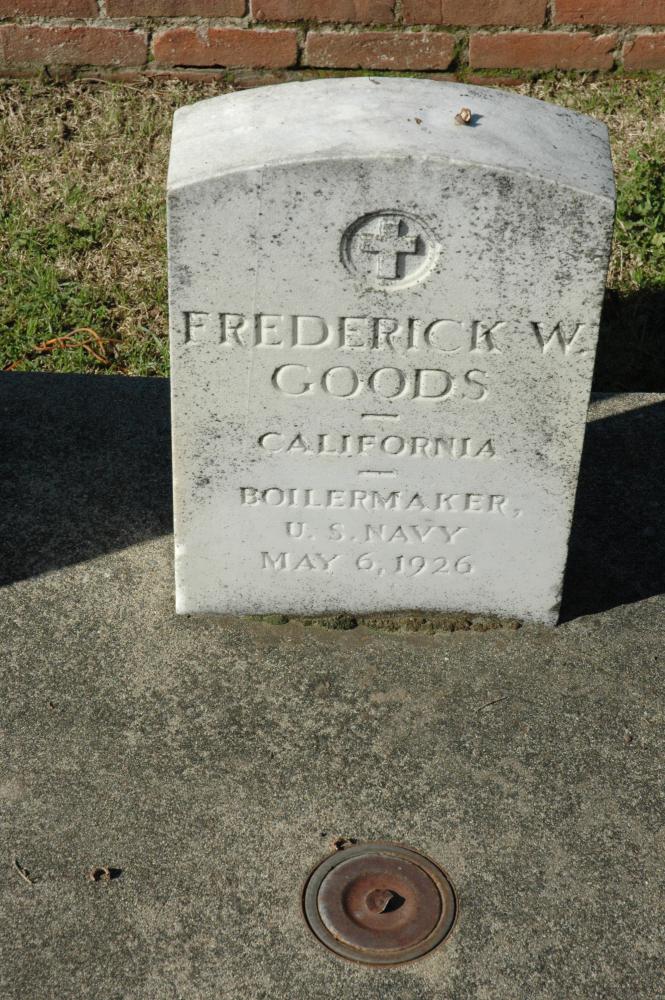 FREDERICK W.
GOODS
CALIFORNIA
BOILERMAKER,
U. S. NAVY
MAY 6, 1926